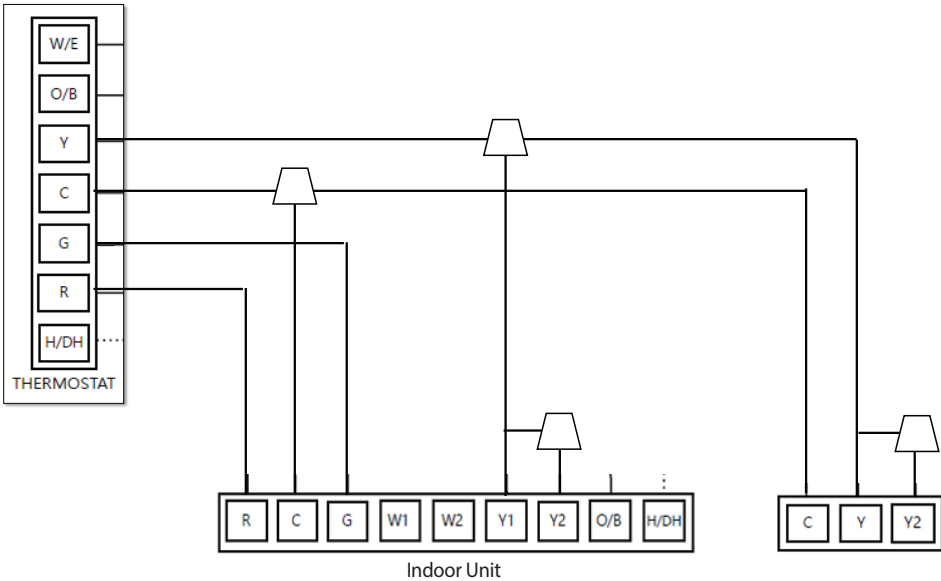 W/E
O/B
Y
C
G
R
H/DH
THERMOSTAT
R C G W1 W2 Y1 Y2 O/B H/DH
C Y Y2
Indoor Unit